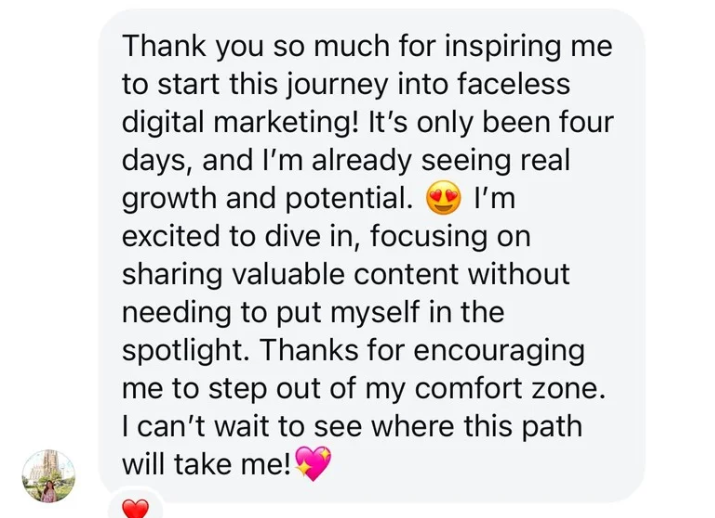 Thank you so much for inspiring me
to start this journey into faceless
digital marketing! It’s only been four
days, and I’m already seeing real
growth and potential. 😍 I’m
excited to dive in, focusing on
sharing valuable content without
needing to put myself in the
spotlight. Thanks for encouraging
me to step out of my comfort zone.
I can’t wait to see where this path
will take me!💖